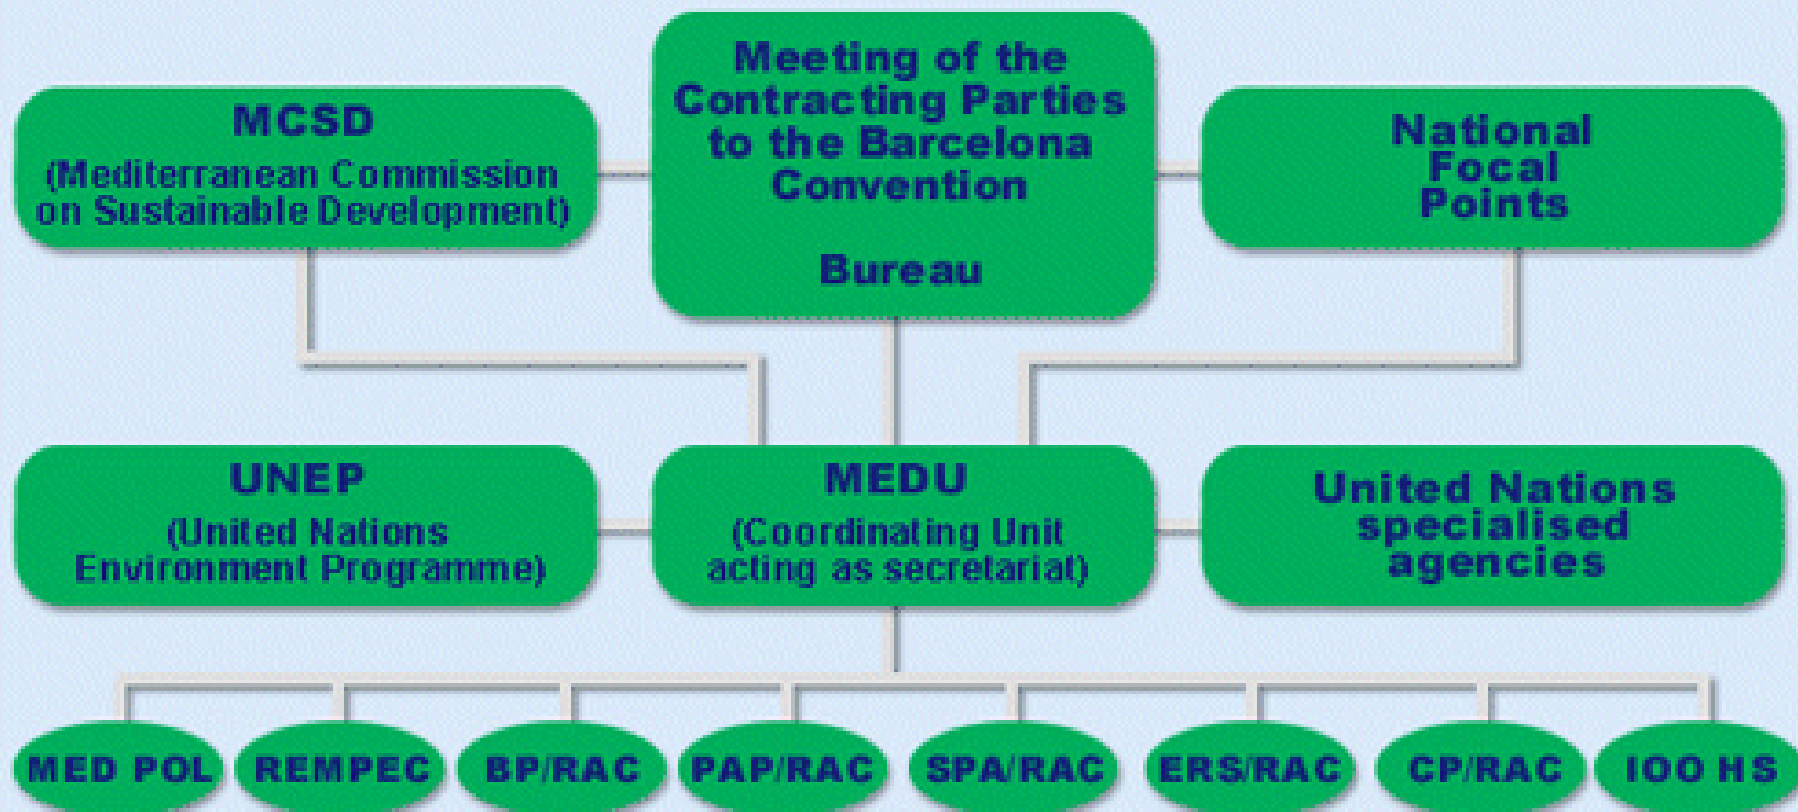 MCSD
(Mediterranean Commission
on Sustainable Development)
Meeting of the
Contracting Parties
to the Barcelona
Convention
Bureau
National
Focal
Points
UNEP
(United Nations
Environment Programme)
MEDU
(Coordinating Unit
acting as secretariat)
United Nations
specialised
agencies
MED POL
REMPEC
BP/RAC
PAP/RAC
SPA/RAC
ERS/RAC
CP/RAC
100 HS